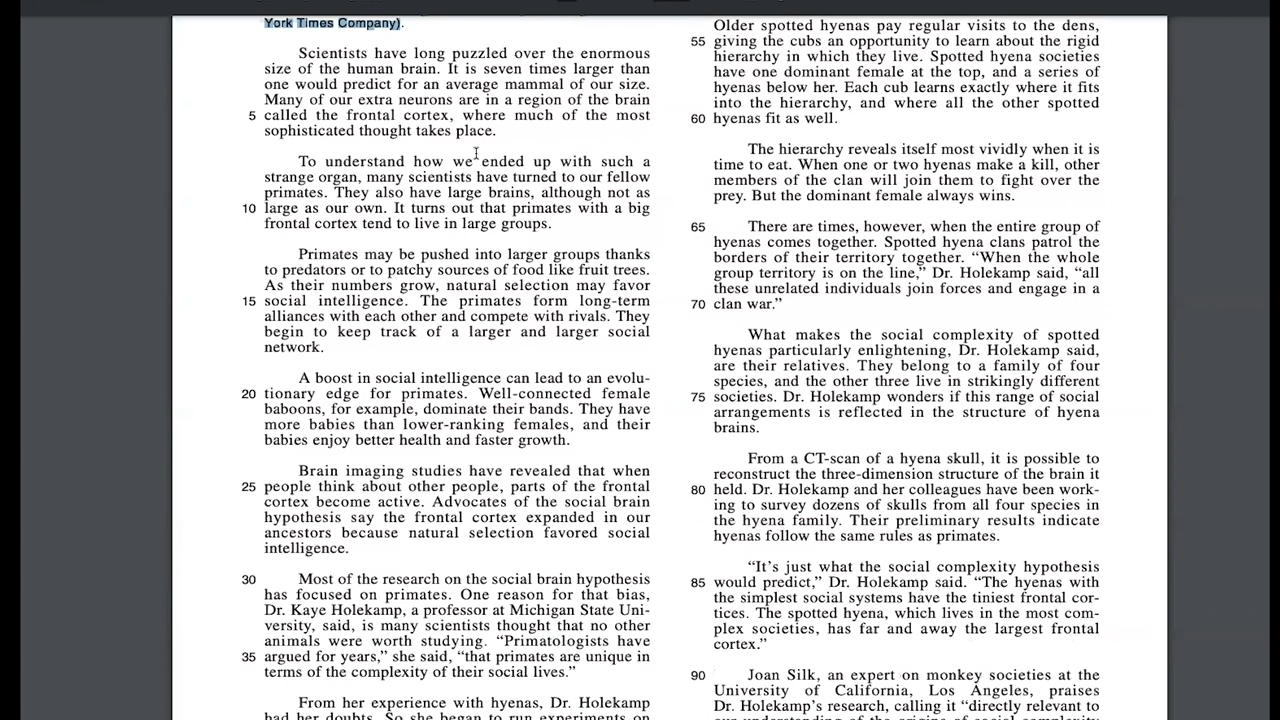 York Times Company).
Scientists have long puzzled over the enormous
size of the human brain. It is seven times larger than
one would predict for an average mammal of our size.
Many of our extra neurons are in a region of the brain
5 called the frontal cortex, where much of the most
sophisticated thought takes place.
To understand how we ended up with such a
strange organ, many scientists have turned to our fellow
primates. They also have large brains, although not as
10 large as our own. It turns out that primates with a big
frontal cortex tend to live in large groups.
Primates may be pushed into larger groups thanks
to predators or to patchy sources of food like fruit trees.
As their numbers grow, natural selection may favor
15 social intelligence. The primates form long-term
alliances with each other and compete with rivals. They
begin to keep track of a larger and larger social
network.
A boost in social intelligence can lead to an evolu-
20 tionary edge for primates. Well-connected female
baboons, for example, dominate their bands. They have
more babies than lower-ranking females, and their
babies enjoy better health and faster growth.
Brain imaging studies have revealed that when
25 people think about other people, parts of the frontal
cortex become active. Advocates of the social brain
hypothesis say the frontal cortex expanded in our
ancestors because natural selection favored social
intelligence.
30 Most of the research on the social brain hypothesis
has focused on primates. One reason for that bias,
Dr. Kaye Holekamp, a professor at Michigan State Uni-
versity, said, is many scientists thought that no other
animals were worth studying. “Primatologists have
35 argued for years,” she said, “that primates are unique in
terms of the complexity of their social lives.”
From her experience with hyenas, Dr. Holekamp
had her doubts. So she began to run experiments on
Older spotted hyenas pay regular visits to the dens,
55 giving the cubs an opportunity to learn about the rigid
hierarchy in which they live. Spotted hyena societies
have one dominant female at the top, and a series of
hyenas below her. Each cub learns exactly where it fits
into the hierarchy, and where all the other spotted
60 hyenas fit as well.
The hierarchy reveals itself most vividly when it is
time to eat. When one or two hyenas make a kill, other
members of the clan will join them to fight over the
prey. But the dominant female always wins.
65 There are times, however, when the entire group of
hyenas comes together. Spotted hyena clans patrol the
borders of their territory together. “When the whole
group territory is on the line,” Dr. Holekamp said, “all
these unrelated individuals join forces and engage in a
70 clan war.”
What makes the social complexity of spotted
hyenas particularly enlightening, Dr. Holekamp said,
are their relatives. They belong to a family of four
species, and the other three live in strikingly different
75 societies. Dr. Holekamp wonders if this range of social
arrangements is reflected in the structure of hyena
brains.
From a CT-scan of a hyena skull, it is possible to
reconstruct the three-dimension structure of the brain it
80 held. Dr. Holekamp and her colleagues have been work-
ing to survey dozens of skulls from all four species in
the hyena family. Their preliminary results indicate
hyenas follow the same rules as primates.
“It’s just what the social complexity hypothesis
85 would predict,” Dr. Holekamp said. “The hyenas with
the simplest social systems have the tiniest frontal cor-
tices. The spotted hyena, which lives in the most com-
plex societies, has far and away the largest frontal
cortex.”
90 Joan Silk, an expert on monkey societies at the
University of California, Los Angeles, praises
Dr. Holekamp’s research, calling it “directly relevant to
our understanding of the origins of social complexity